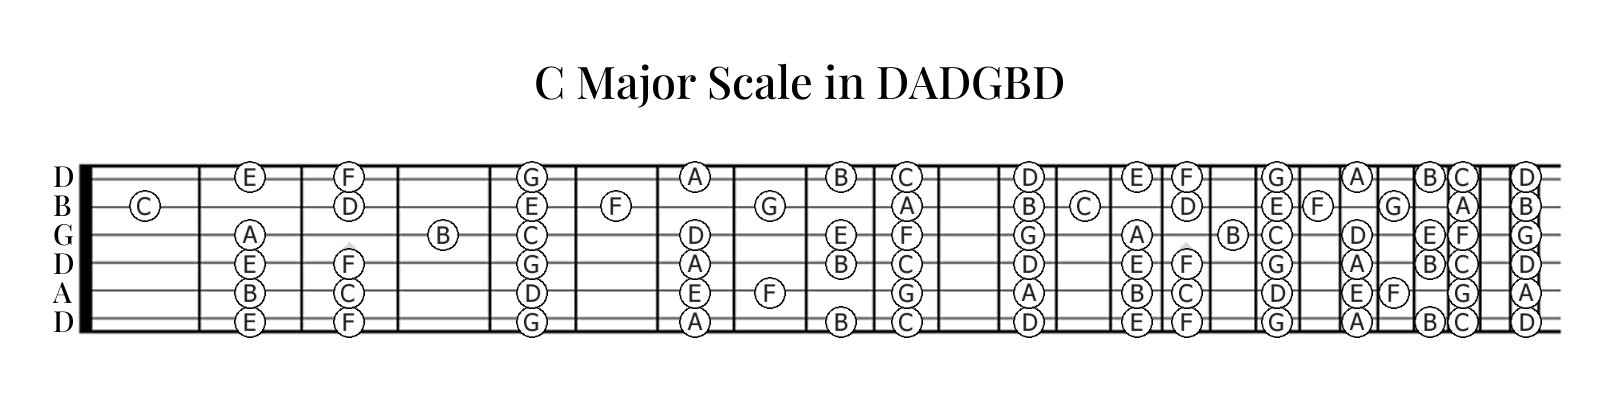 C Major Scale in DADGBD
D E F G A B C D E F G A B C D
B C D E F G A B C D E F G A B
G A B C D E F G A B C D E F G
D E F G A B C D E F G A B C D
A B C D E F G A B C D E F G A
D E F G A B C D E F G A B C D